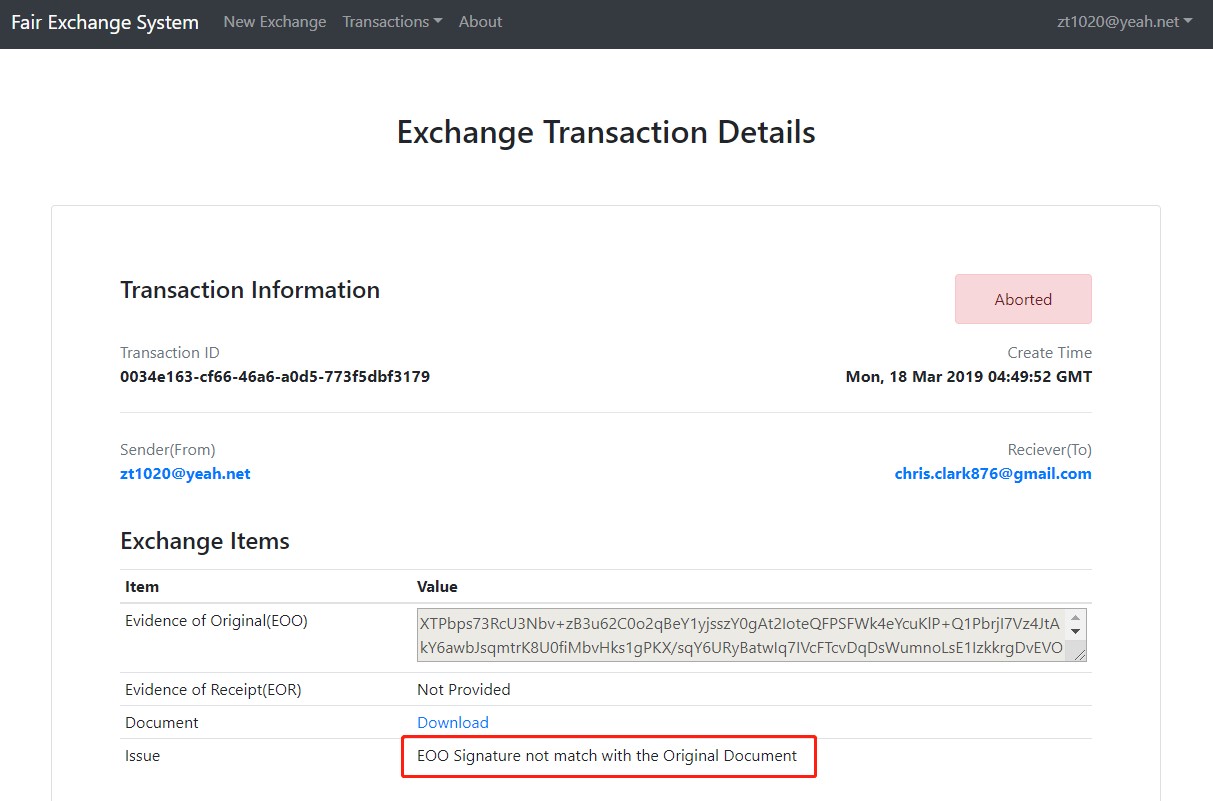 Fair Exchange System New Exchange Transactions About zt1020@yeah.net
Exchange Transaction Details
Transaction Information Aborted
Transaction ID Create Time
0034e163-cf66-46a6-a0d5-773f5dbf3179 Mon, 18 Mar 2019 04:49:52 GMT
Sender(From) Reciever(To)
zt1020@yeah.net chris.clark876@gmail.com
Exchange Items
Item Value
Evidence of Original(EOO) XTPbps73RcU3Nbv+zB3u62C0o2qBeY1yjsszY0gAt2IoteQFPSFWk4eYcuKlP+Q1PbrjI7Vz4JtA
kY6awbJsqmtrK8U0fiMbvHks1gPKX/sqY6URyBatwIq7IVcFTcvDqDsWumnoLsE1IzkkrgDvEVO
Evidence of Receipt(EOR) Not Provided
Document Download
Issue EOO Signature not match with the Original Document